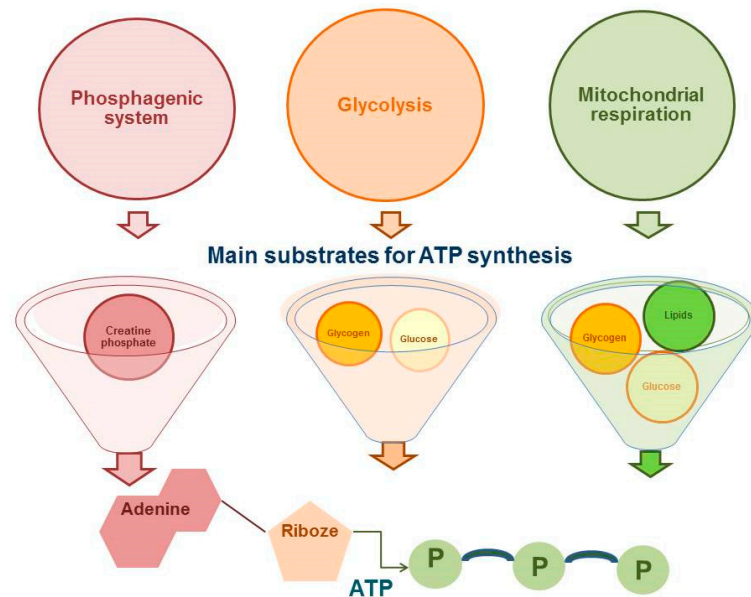 Phosphagenic
system
Glycolysis
Mitochondrial
respiration
Main substrates for ATP synthesis
Creatine
phosphate
Glycogen
Glucose
Glycogen
Lipids
Glucose
Adenine
Riboze
ATP
P
P
P